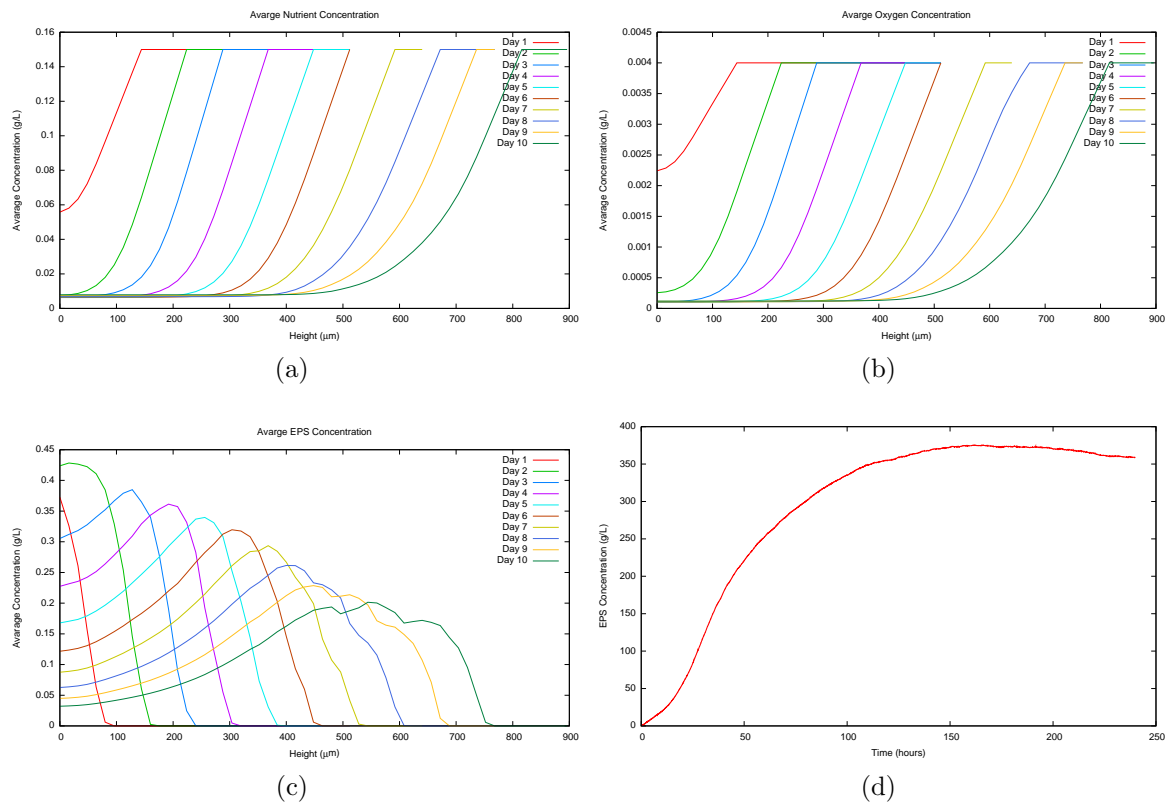 Avarge Nutrient Concentration
0.16
0.14
0.12
0.1
0.08
0.06
0.04
0.02
0
Avarage Concentration (g/L)
0 100 200 300 400 500 600 700 800 900
Height (μm)
Day 1
Day 2
Day 3
Day 4
Day 5
Day 6
Day 7
Day 8
Day 9
Day 10
(a)
Avarge Oxygen Concentration
0.0045
0.004
0.0035
0.003
0.0025
0.002
0.0015
0.001
0.0005
0
Avarage Concentration (g/L)
0 100 200 300 400 500 600 700 800 900
Height (μm)
Day 1
Day 2
Day 3
Day 4
Day 5
Day 6
Day 7
Day 8
Day 9
Day 10
(b)
Avarge EPS Concentration
0.45
0.4
0.35
0.3
0.25
0.2
0.15
0.1
0.05
0
Avarage Concentration (g/L)
0 100 200 300 400 500 600 700 800 900
Height (μm)
Day 1
Day 2
Day 3
Day 4
Day 5
Day 6
Day 7
Day 8
Day 9
Day 10
(c)
400
350
300
250
200
150
100
50
0
EPS Concentration (g/L)
0 50 100 150 200 250
Time (hours)
(d)